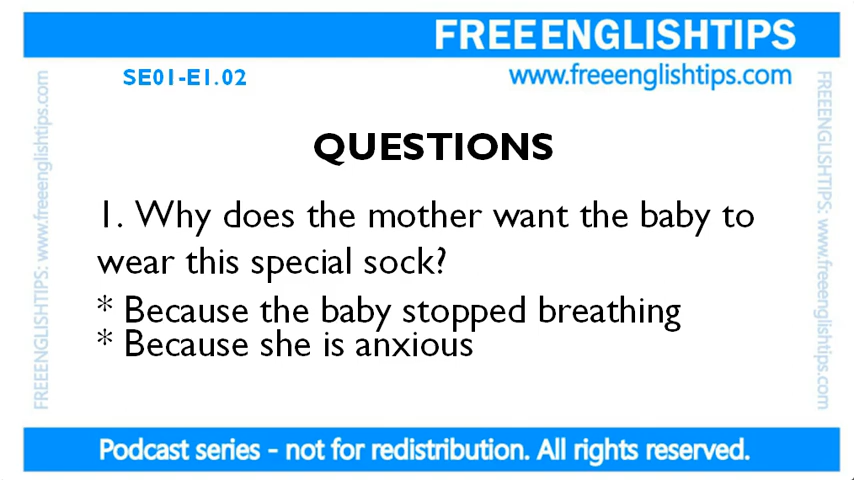 FREEENGLISHTIPS
SE01-E1.02
www.freeenglishtips.com
FREEENGLISHTIPS: www.freeenglishtips.com
FREEENGLISHTIPS: www.freeenglishtips.com
QUESTIONS
1. Why does the mother want the baby to
wear this special sock?
* Because the baby stopped breathing
* Because she is anxious
Podcast series - not for redistribution. All rights reserved.